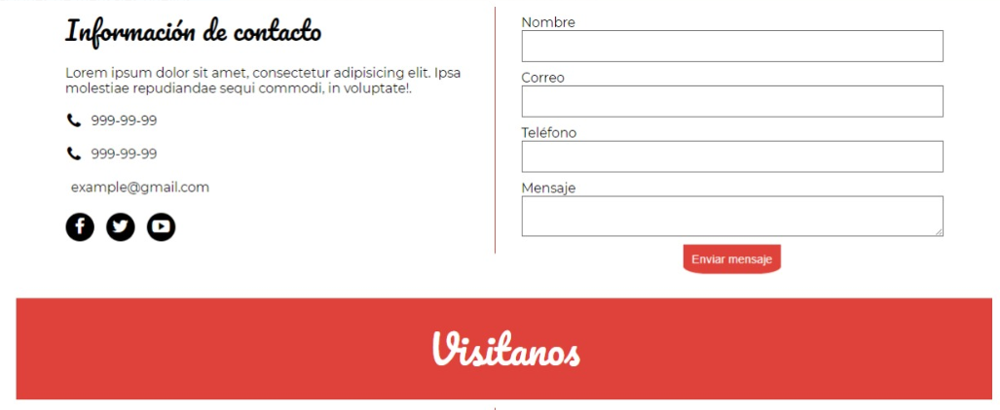 Información de contacto
Lorem ipsum dolor sit amet, consectetur adipisicing elit. Ipsa
molestiae repudiandae sequi commodi, in voluptate!.
999-99-99
999-99-99
example@gmail.com
Nombre
Correo
Teléfono
Mensaje
Enviar mensaje
Visitanos